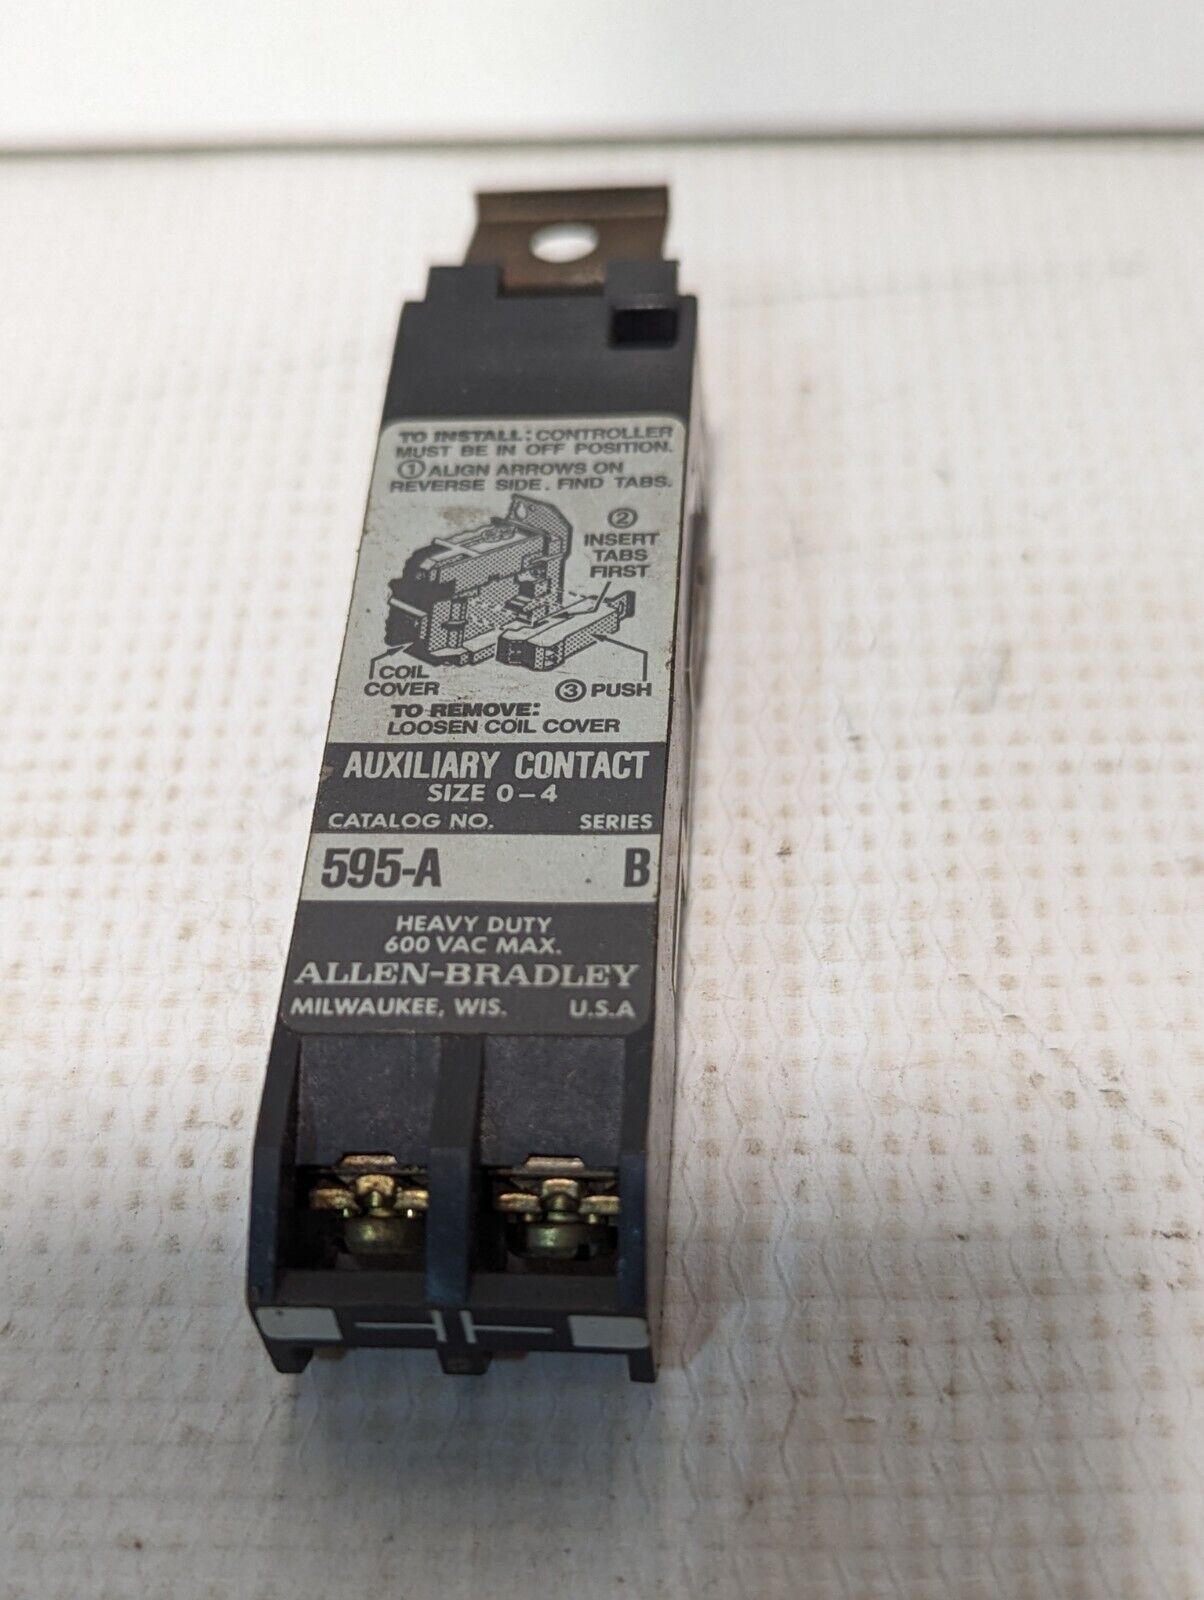 TO INSTALL: CONTROLLER
MUST BE IN OFF POSITION.
① ALIGN ARROWS ON
REVERSE SIDE. FIND TABS.
②
INSERT
TABS
FIRST
COIL
COVER
③ PUSH
TO REMOVE:
LOOSEN COIL COVER
AUXILIARY CONTACT
SIZE 0-4
CATALOG NO. SERIES
595-A B
HEAVY DUTY
600 VAC MAX.
ALLEN-BRADLEY
MILWAUKEE, WIS. U.S.A